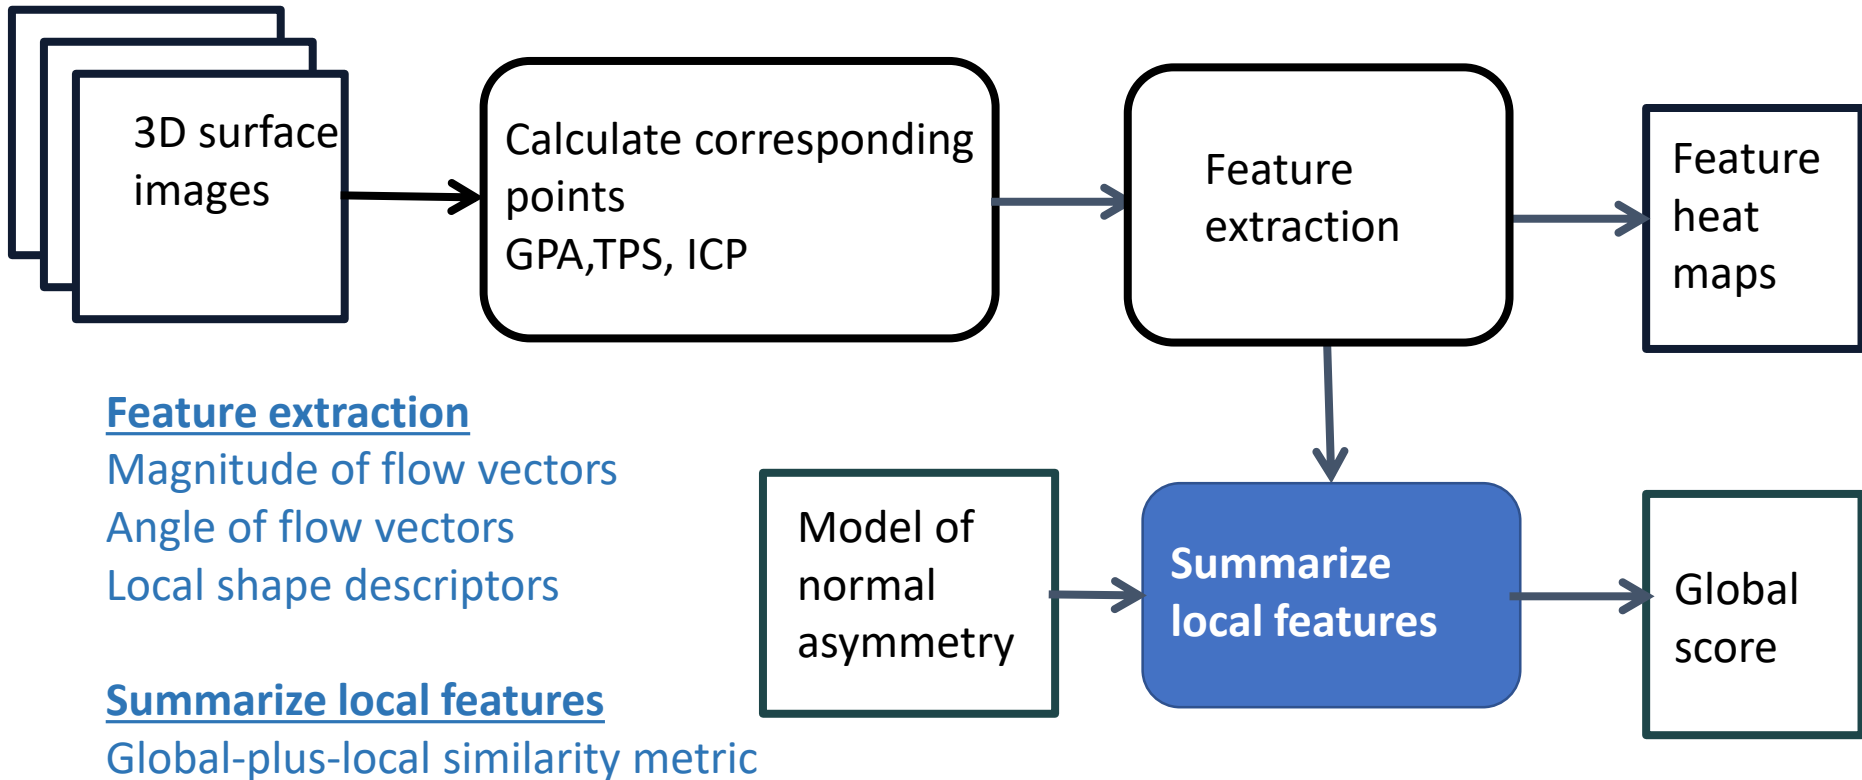 3D surface
images
Calculate corresponding
points
GPA,TPS, ICP
Feature
extraction
Feature
heat
maps
Feature extraction
Magnitude of flow vectors
Angle of flow vectors
Local shape descriptors
Model of
normal
asymmetry
Summarize
local features
Global
score
Summarize local features
Global-plus-local similarity metric